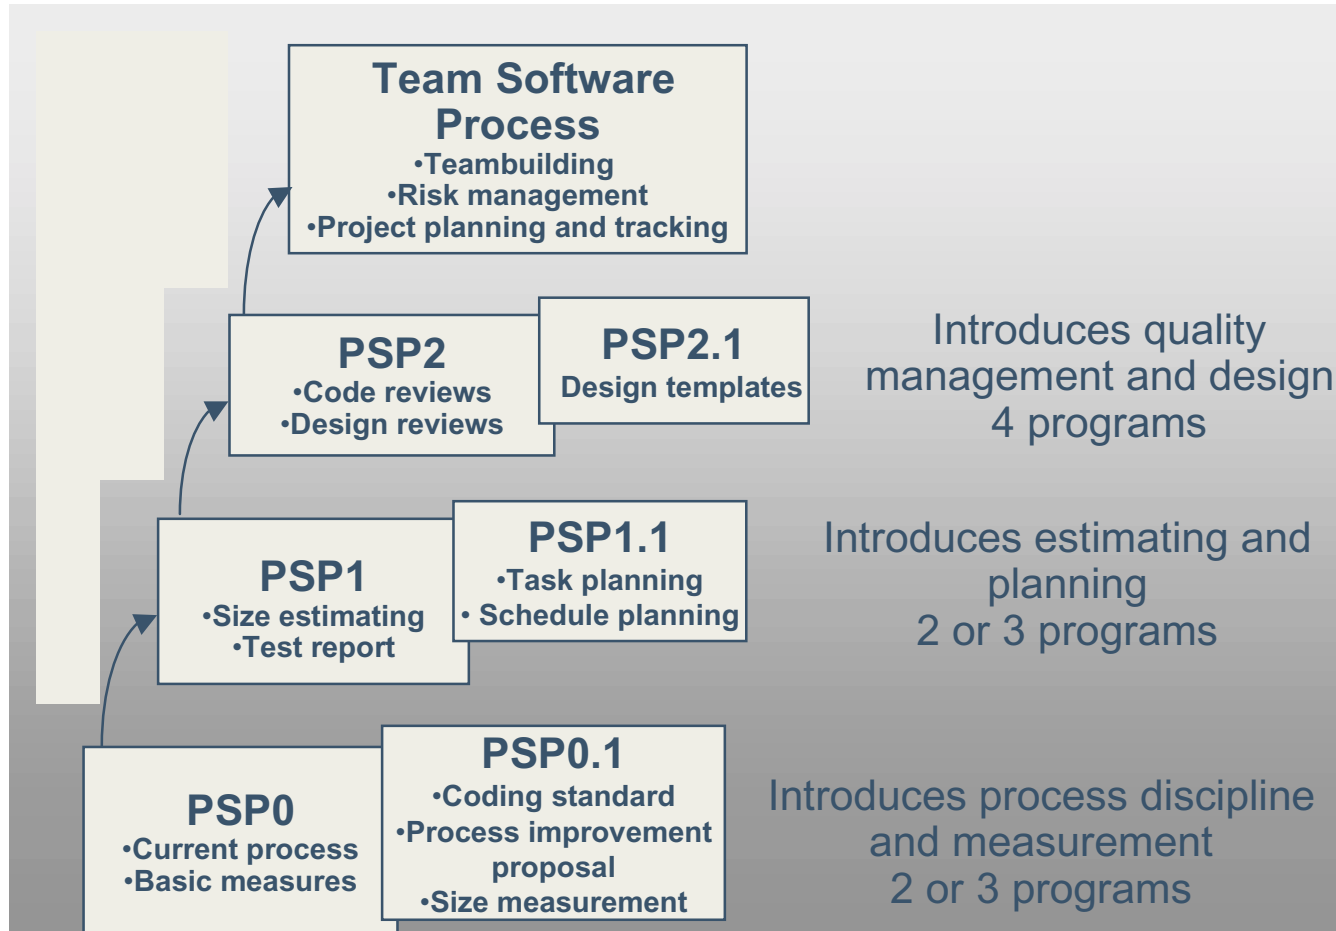 Team Software
Process
•Teambuilding
•Risk management
•Project planning and tracking
PSP2
•Code reviews
•Design reviews
PSP2.1
Design templates
Introduces quality
management and design
4 programs
PSP1
•Size estimating
•Test report
PSP1.1
•Task planning
• Schedule planning
Introduces estimating and
planning
2 or 3 programs
PSP0
•Current process
•Basic measures
PSP0.1
•Coding standard
•Process improvement
proposal
•Size measurement
Introduces process discipline
and measurement
2 or 3 programs